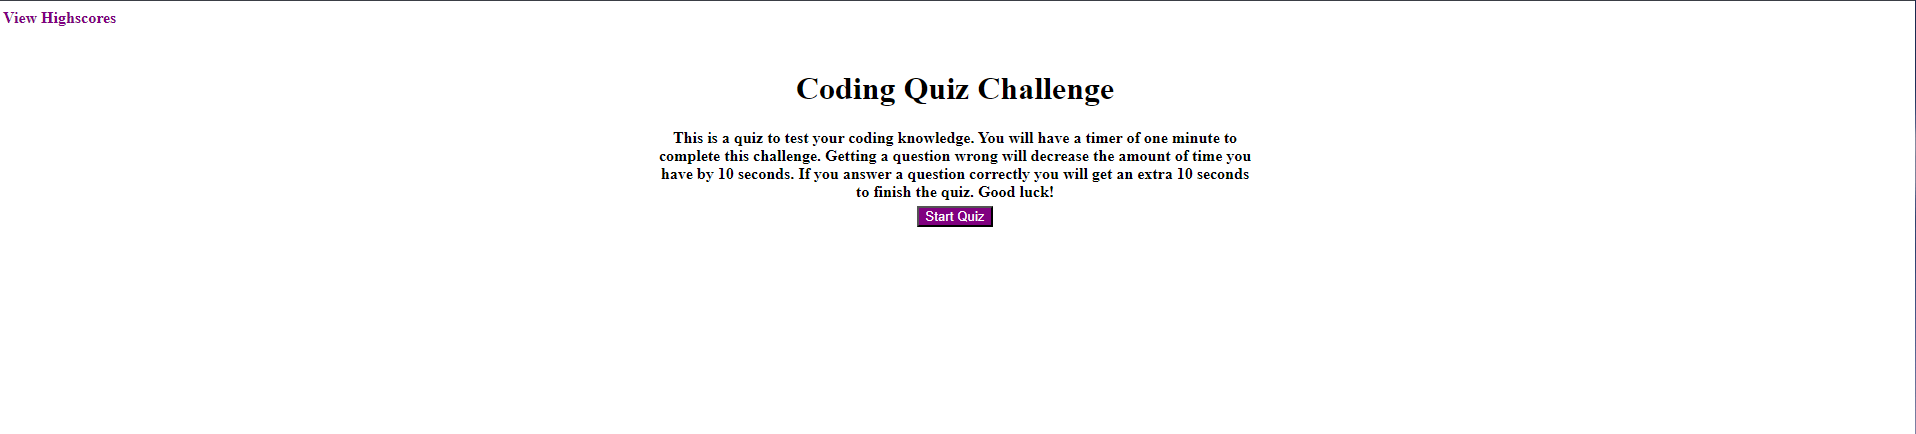 View Highscores
Coding Quiz Challenge
This is a quiz to test your coding knowledge. You will have a timer of one minute to
complete this challenge. Getting a question wrong will decrease the amount of time you
have by 10 seconds. If you answer a question correctly you will get an extra 10 seconds
to finish the quiz. Good luck!
Start Quiz